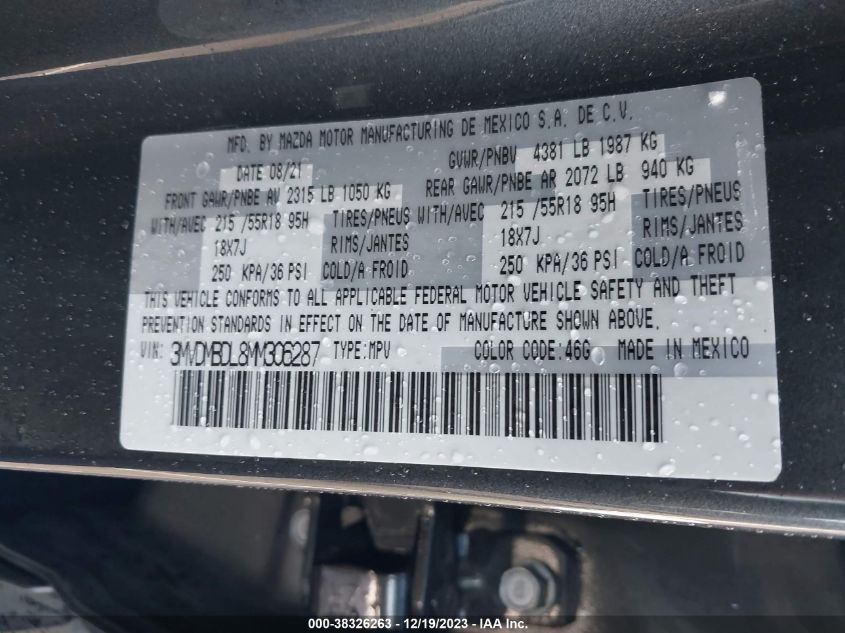 MFD. BY MAZDA MOTOR MANUFACTURING DE MEXICO S.A. DE C.V.
DATE 08/21 GVWR/PNBV 4381 LB 1987 KG
FRONT GAWR/PNBE AV 2315 LB 1050 KG REAR GAWR/PNBE AR 2072 LB 940 KG
WITH/AVEC 215 /55R18 95H TIRES/PNEUS WITH/AVEC 215 /55R18 95H TIRES/PNEUS
18X7J RIMS/JANTES 18X7J RIMS/JANTES
250 KPA/36 PSI COLD/A FROID 250 KPA/36 PSI COLD/A FROID
THIS VEHICLE CONFORMS TO ALL APPLICABLE FEDERAL MOTOR VEHICLE SAFETY AND THEFT
PREVENTION STANDARDS IN EFFECT ON THE DATE OF MANUFACTURE SHOWN ABOVE.
VIN: 3MVDMBDL8MM306287 TYPE:MPV COLOR CODE:46G MADE IN MEXICO
000-38326263 - 12/19/2023 - IAA Inc.